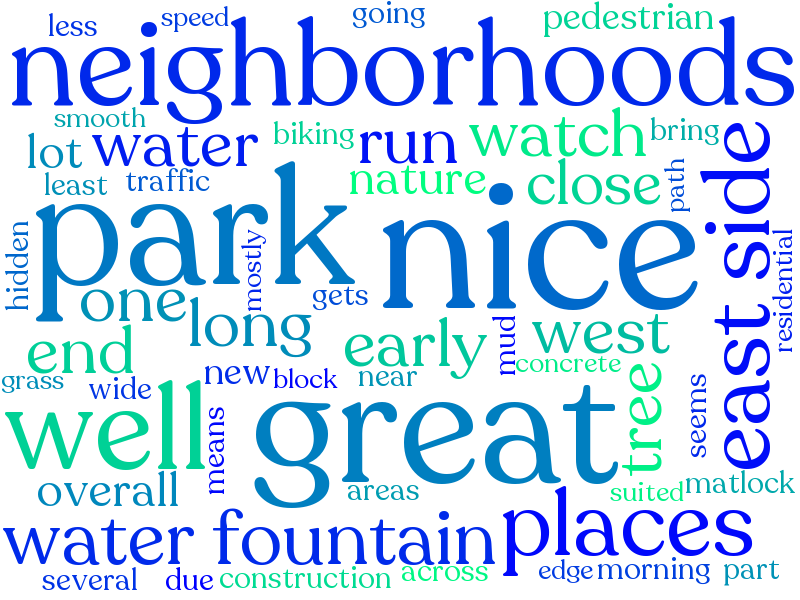 less speed going pedestrian
neighborhoods
smooth
lot water biking run watch bring
least traffic nature close path
park nice east side
hidden one mostly gets residential
long
end early mud west
grass wide new block near concrete
well means great tree seems
overall areas suited matlock
water fountain places
several due construction across edge morning part